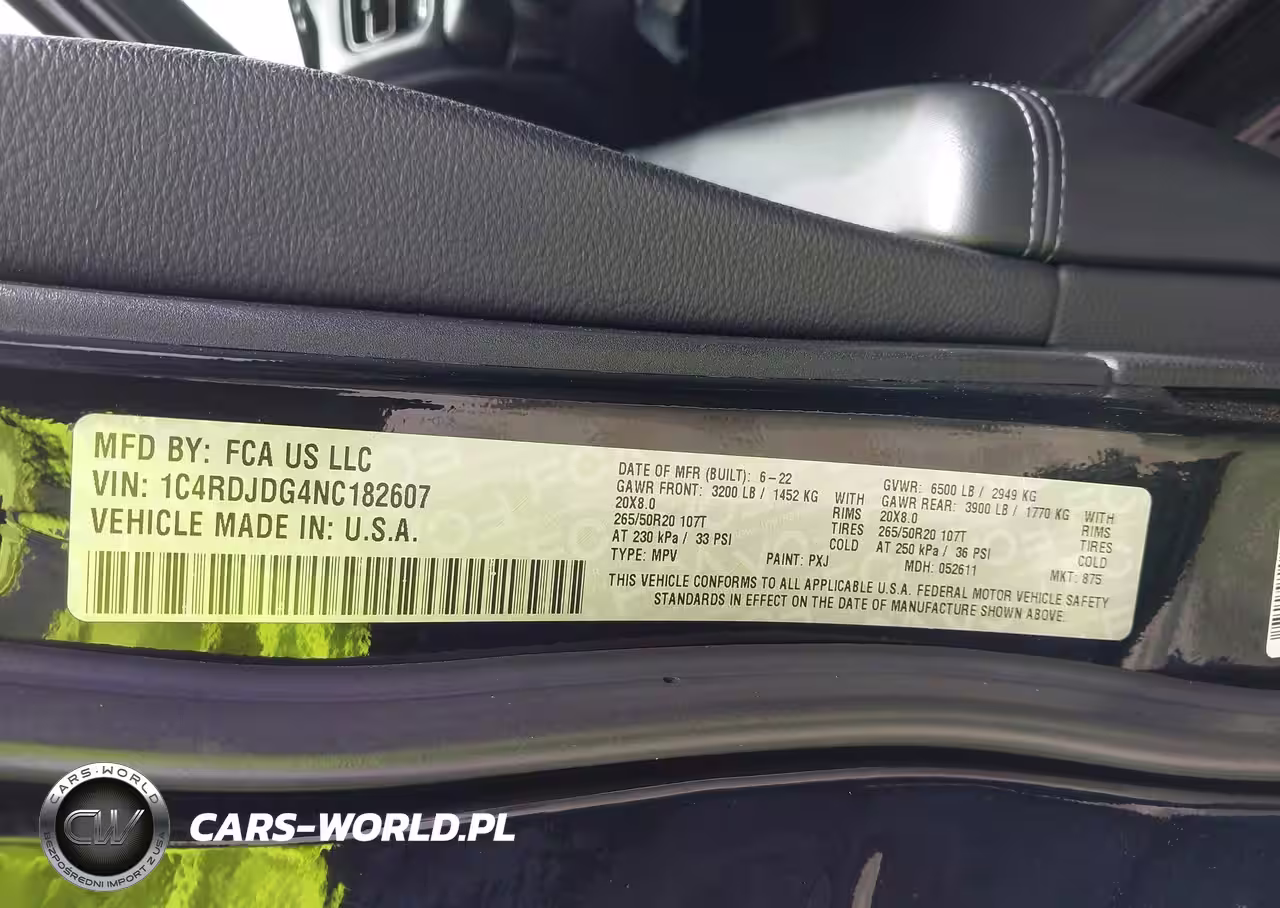 MFD BY: FCA US LLC
VIN: 1C4RDJDG4NC182607
VEHICLE MADE IN: U.S.A.
DATE OF MFR (BUILT): 6-22
GAWR FRONT: 3200 LB / 1452 KG WITH
20X8.0 RIMS
265/50R20 107T TIRES
AT 230 kPa / 33 PSI COLD
TYPE: MPV PAINT: PXJ
GVWR: 6500 LB / 2949 KG
GAWR REAR: 3900 LB / 1770 KG WITH
20X8.0 RIMS
265/50R20 107T TIRES
AT 250 kPa / 36 PSI COLD
MDH: 052611 MKT: 875
THIS VEHICLE CONFORMS TO ALL APPLICABLE U.S.A. FEDERAL MOTOR VEHICLE SAFETY
STANDARDS IN EFFECT ON THE DATE OF MANUFACTURE SHOWN ABOVE.
CARS-WORLD
CW
BEZPOŚREDNI IMPORT Z USA
CARS-WORLD.PL